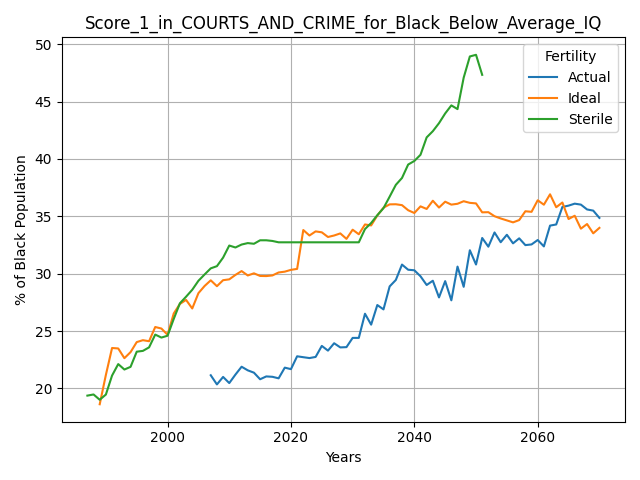 Score_1_in_COURTS_AND_CRIME_for_Black_Below_Average_IQ
50
45
40
35
30
25
20
% of Black Population
Fertility
Actual
Ideal
Sterile
2000
2020
2040
2060
Years